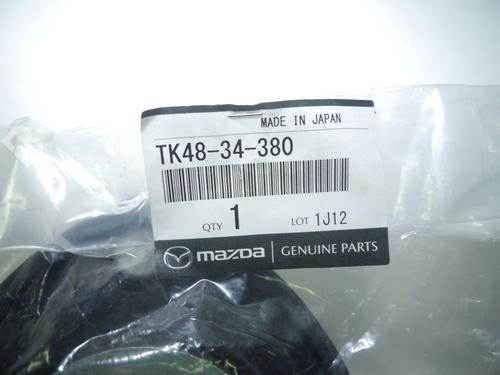 MADE IN JAPAN
TK48-34-380
QTY 1 LOT 1J12
mazda GENUINE PARTS